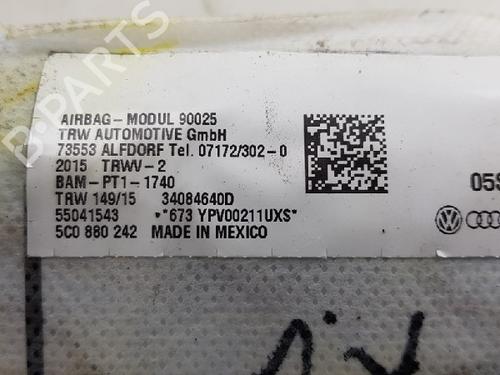 AIRBAG-MODUL 90025
TRW AUTOMOTIVE GmbH
73553 ALFDORF Tel. 07172/302-0
2015 TRWV-2
BAM-PT1-1740
TRW 149/15 34084640D
55041543 *673 YPV00211UXS*
5C0 880 242 MADE IN MEXICO
059
B-PARTS